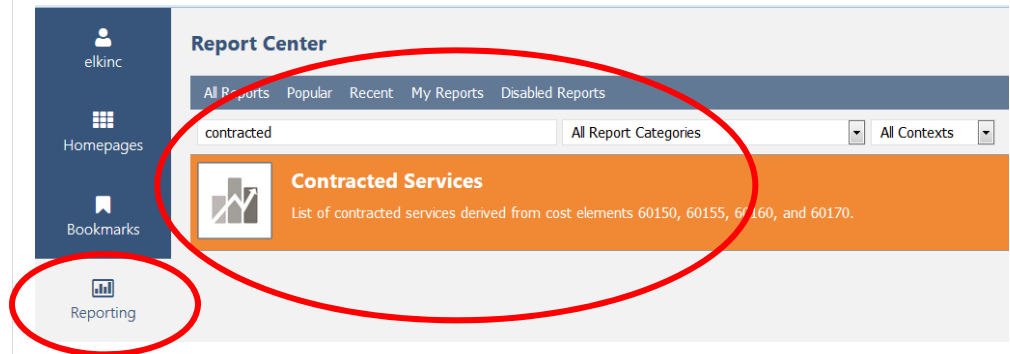 elkinc
Homepages
Bookmarks
Reporting
Report Center
All Reports Popular Recent My Reports Disabled Reports
contracted All Report Categories All Contexts
Contracted Services
List of contracted services derived from cost elements 60150, 60155, 60160, and 60170.